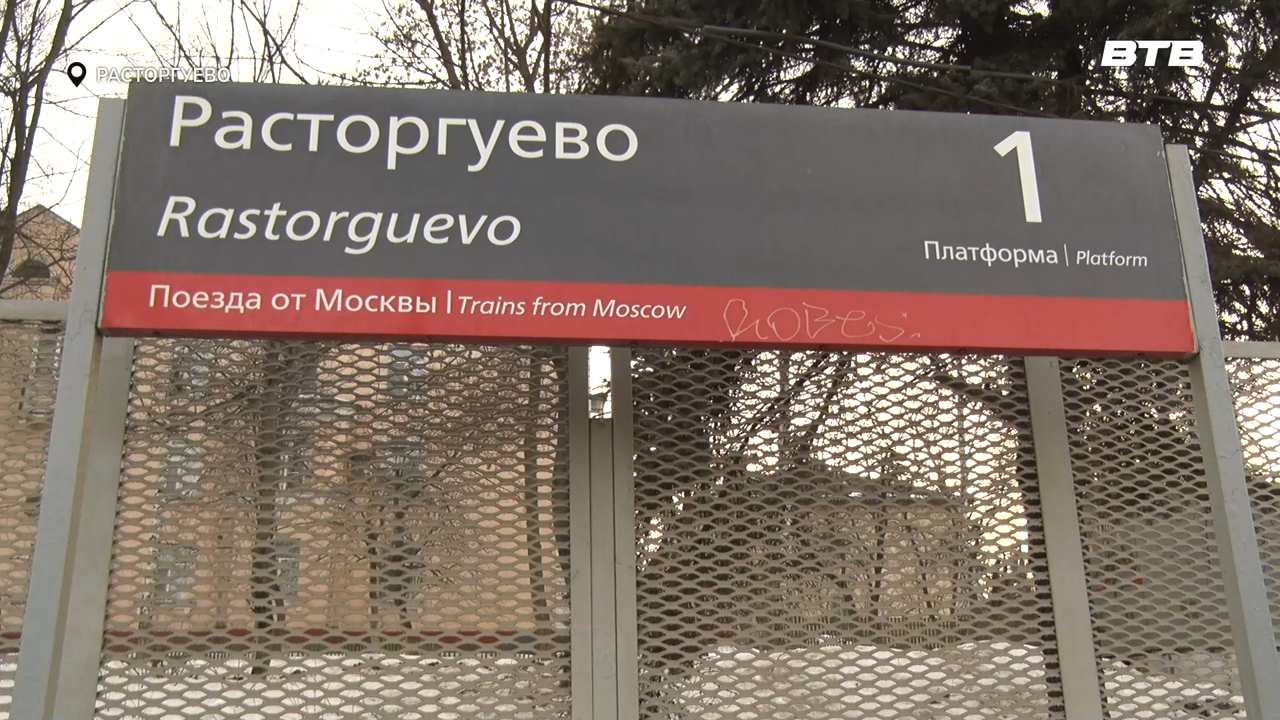 РАСТОРГУЕВО
ВТВ
Расторгуево
1
Rastorguevo
Платформа | Platform
Поезда от Москвы | Trains from Moscow